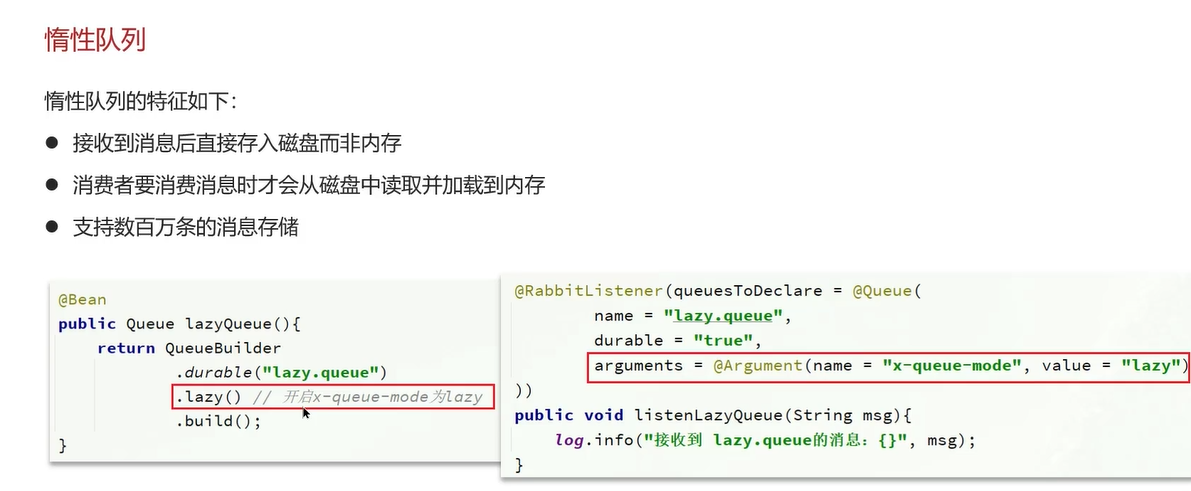 惰性队列
惰性队列的特征如下：
● 接收到消息后直接存入磁盘而非内存
● 消费者要消费消息时才会从磁盘中读取并加载到内存
● 支持数百万条的消息存储
@Bean
public Queue lazyQueue(){
return QueueBuilder
.durable("lazy.queue")
.lazy() // 开启x-queue-mode为lazy
.build();
}
@RabbitListener(queuesToDeclare = @Queue(
name = "lazy.queue",
durable = "true",
arguments = @Argument(name = "x-queue-mode", value = "lazy")
))
public void listenLazyQueue(String msg){
log.info("接收到 lazy.queue的消息：{}", msg);
}